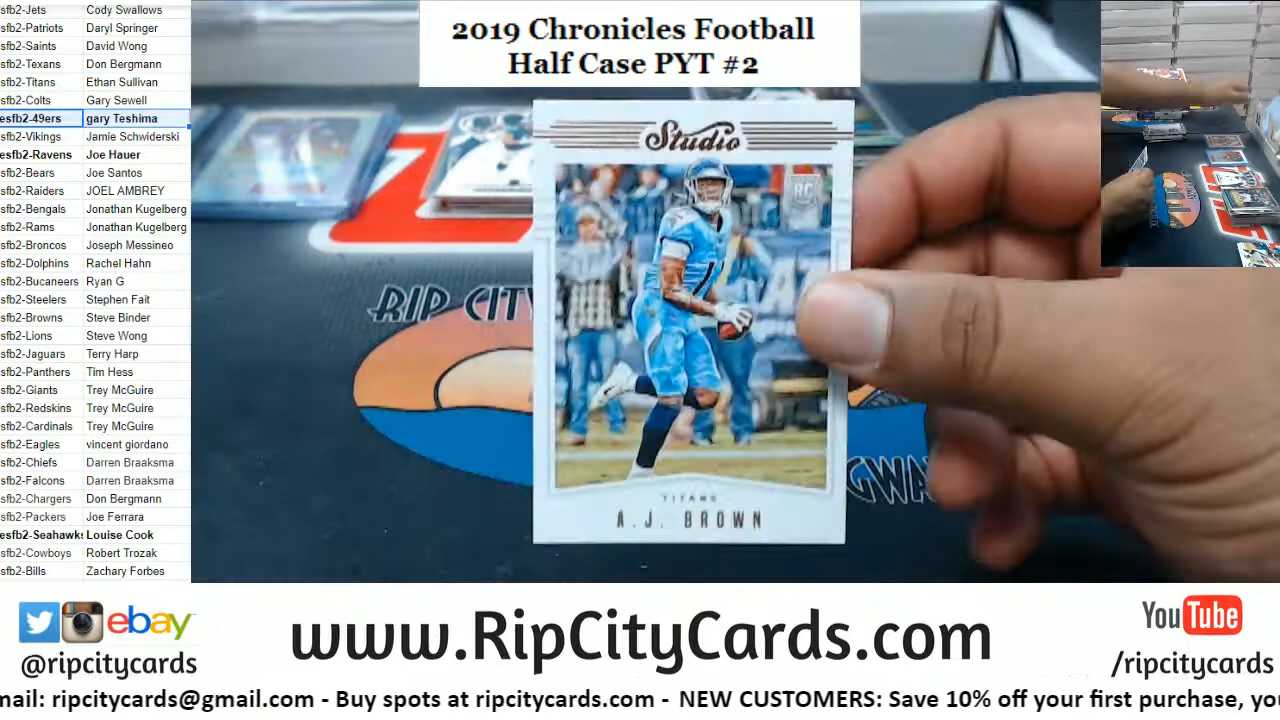 sfb2-Jets Cody Swallows
sfb2-Patriots Daryl Springer
sfb2-Saints David Wong
sfb2-Texans Don Bergmann
sfb2-Titans Ethan Sullivan
sfb2-Colts Gary Sewell
esfb2-49ers gary Teshima
sfb2-Vikings Jamie Schwiderski
esfb2-Ravens Joe Hauer
sfb2-Bears Joe Santos
sfb2-Raiders JOEL AMBREY
sfb2-Bengals Jonathan Kugelberg
sfb2-Rams Jonathan Kugelberg
sfb2-Broncos Joseph Messineo
sfb2-Dolphins Rachel Hahn
sfb2-Bucaneers Ryan G
sfb2-Steelers Stephen Fait
sfb2-Browns Steve Binder
sfb2-Lions Steve Wong
sfb2-Jaguars Terry Harp
sfb2-Panthers Tim Hess
sfb2-Giants Trey McGuire
sfb2-Redskins Trey McGuire
sfb2-Cardinals Trey McGuire
sfb2-Eagles vincent giordano
sfb2-Chiefs Darren Braaksma
sfb2-Falcons Darren Braaksma
sfb2-Chargers Don Bergmann
sfb2-Packers Joe Ferrara
esfb2-Seahawks Louise Cook
sfb2-Cowboys Robert Trozak
sfb2-Bills Zachary Forbes
2019 Chronicles Football
Half Case PYT #2
Studio
RC
RIP CITY
TITANS
A.J. BROWN
ebay
@ripcitycards
www.RipCityCards.com
YouTube
/ripcitycards
mail: ripcitycards@gmail.com - Buy spots at ripcitycards.com - NEW CUSTOMERS: Save 10% off your first purchase, you